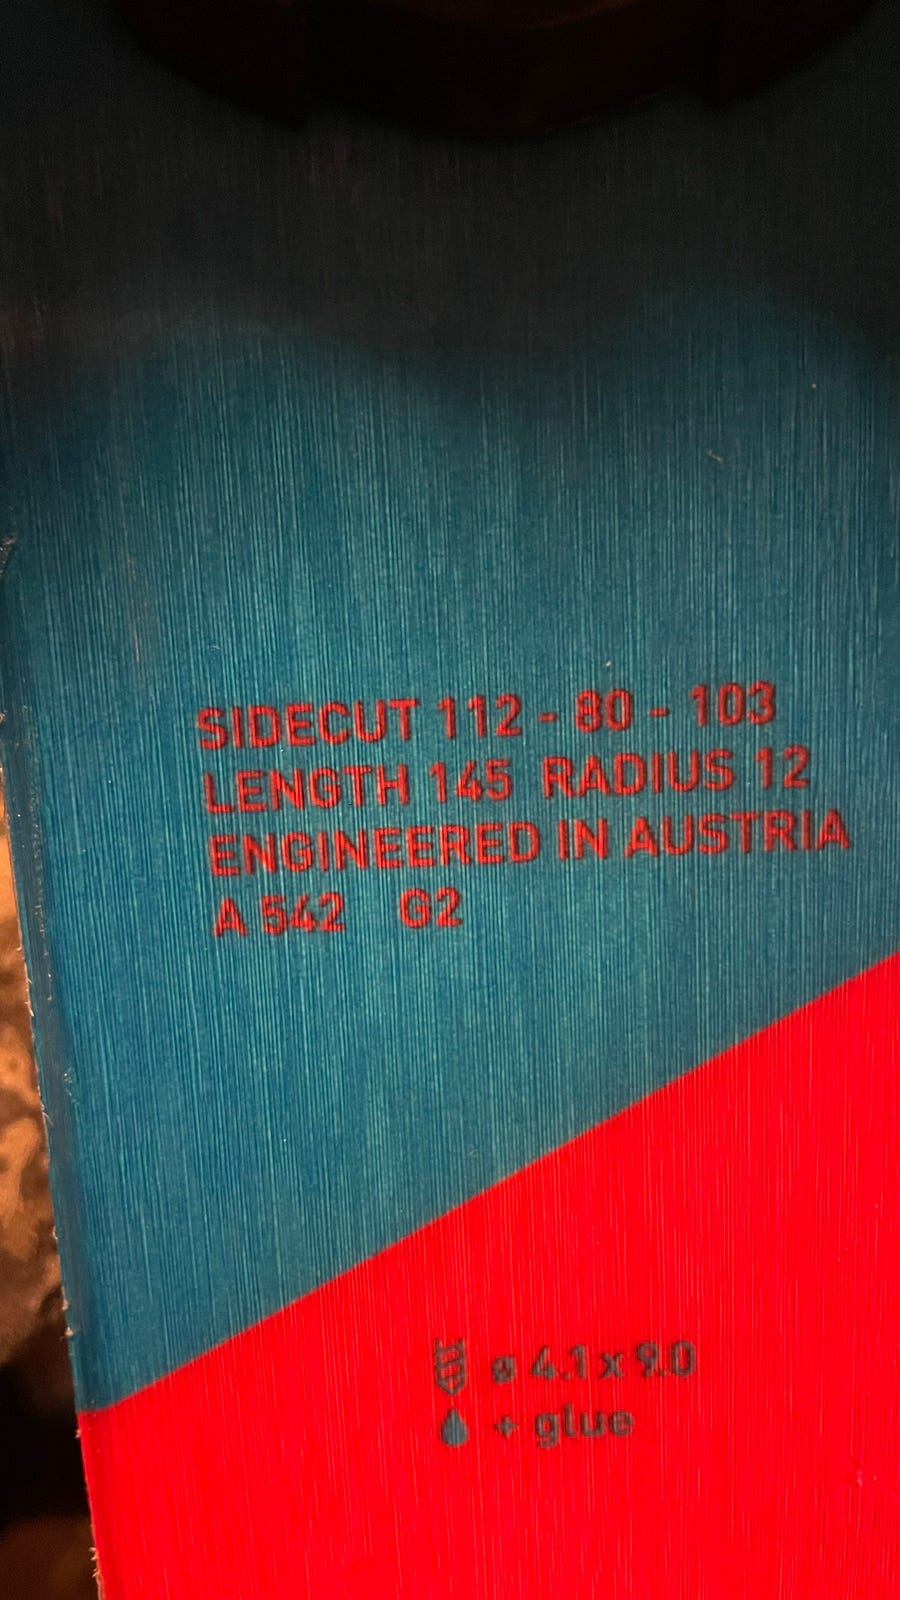 SIDECUT 112 - 80 - 103
LENGTH 145 RADIUS 12
ENGINEERED IN AUSTRIA
A 542 G2
ø 4.1 x 9.0
+ glue